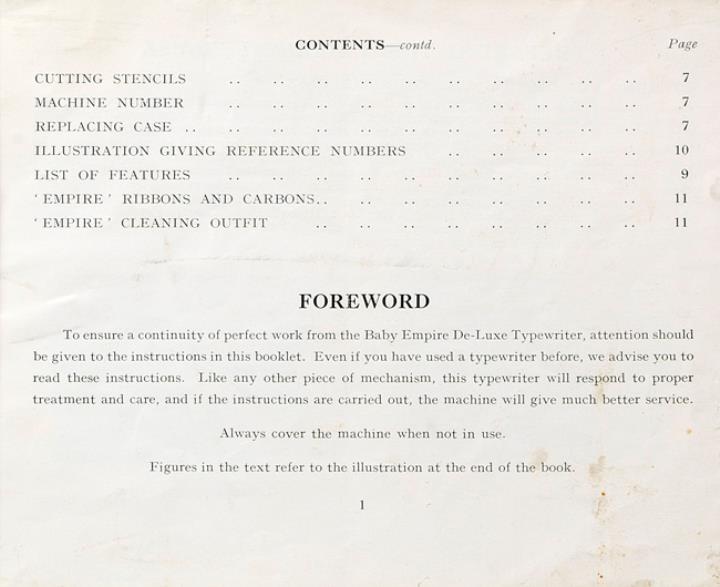 CONTENTS—contd. Page
CUTTING STENCILS .. .. .. .. .. .. .. .. .. .. 7
MACHINE NUMBER .. .. .. .. .. .. .. .. .. .. 7
REPLACING CASE .. .. .. .. .. .. .. .. .. .. .. 7
ILLUSTRATION GIVING REFERENCE NUMBERS .. .. .. .. .. 10
LIST OF FEATURES .. .. .. .. .. .. .. .. .. .. 9
‘ EMPIRE ’ RIBBONS AND CARBONS.. .. .. .. .. .. .. .. 11
‘ EMPIRE ’ CLEANING OUTFIT .. .. .. .. .. .. .. .. 11
FOREWORD
To ensure a continuity of perfect work from the Baby Empire De-Luxe Typewriter, attention should
be given to the instructions in this booklet. Even if you have used a typewriter before, we advise you to
read these instructions. Like any other piece of mechanism, this typewriter will respond to proper
treatment and care, and if the instructions are carried out, the machine will give much better service.
Always cover the machine when not in use.
Figures in the text refer to the illustration at the end of the book.
1